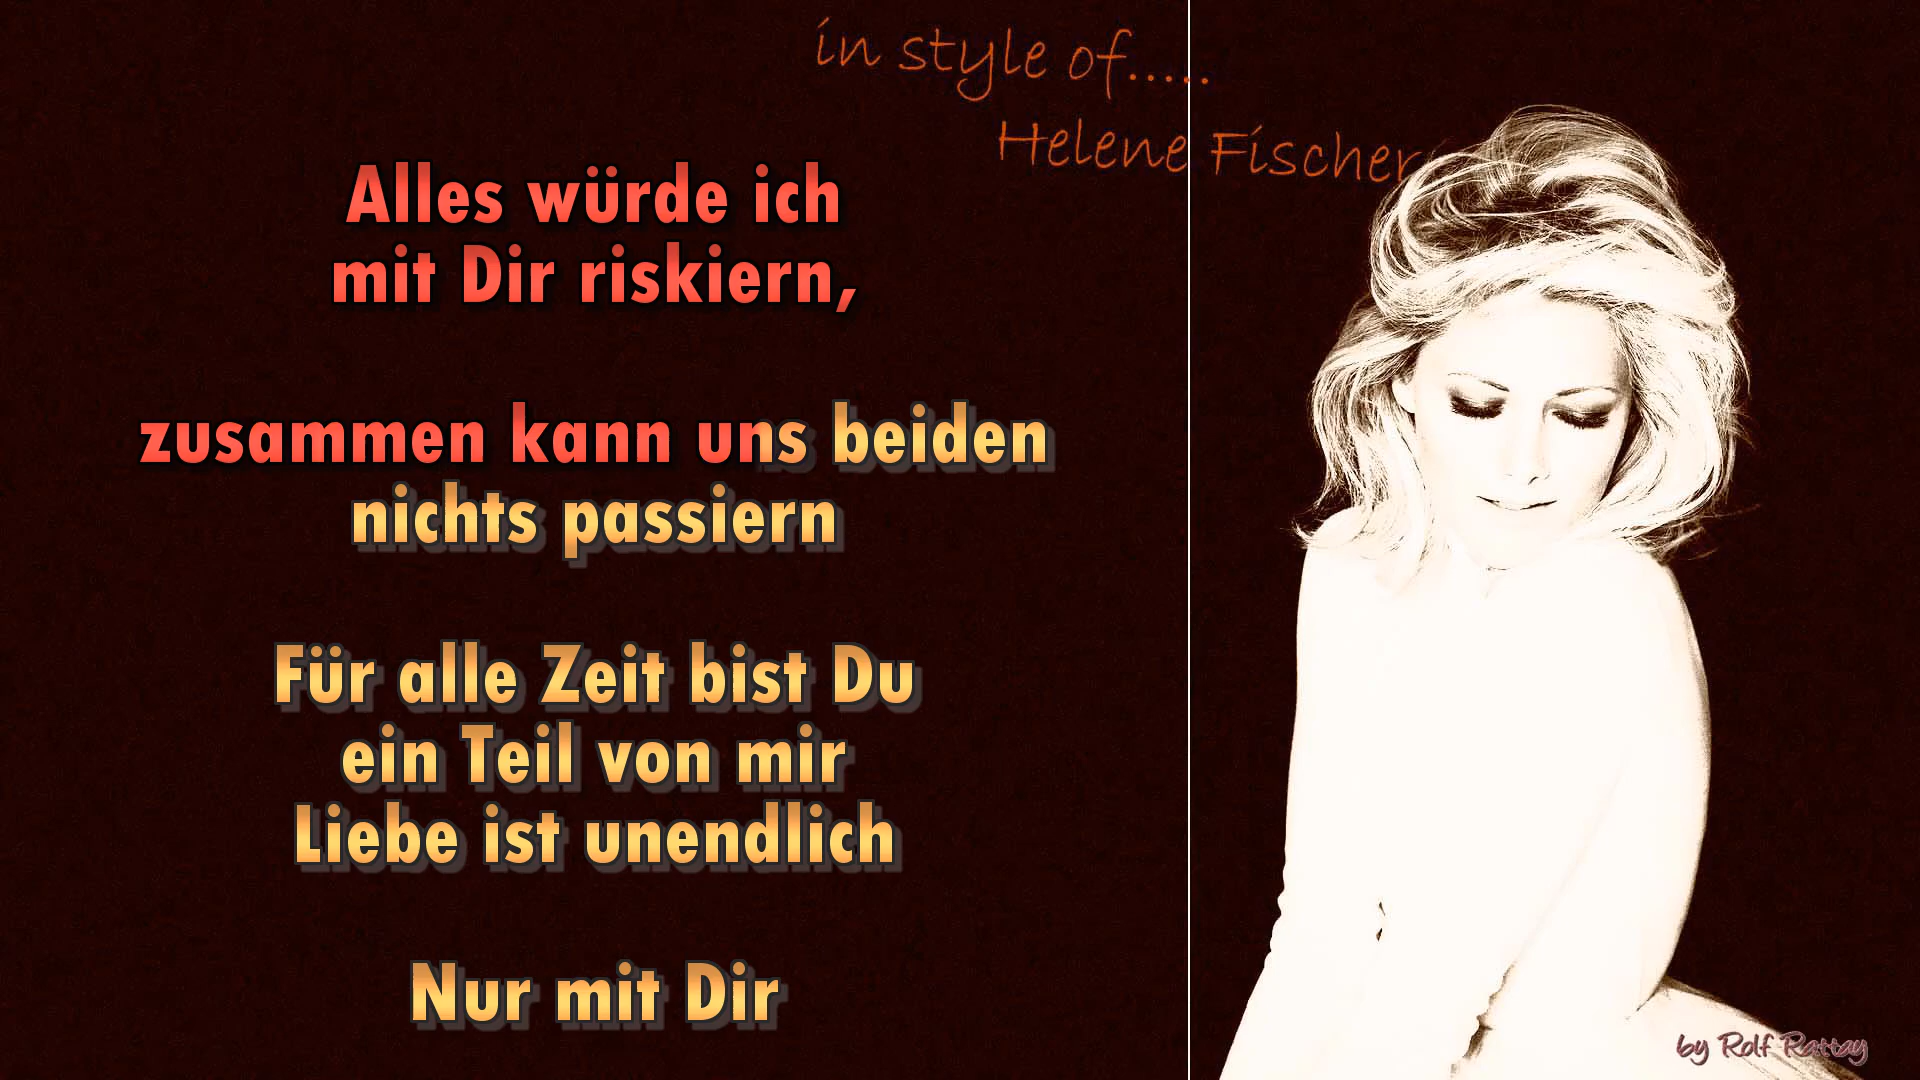 in style of.....
Helene Fischer
Alles würde ich
mit Dir riskiern,
zusammen kann uns beiden
nichts passiern
Für alle Zeit bist Du
ein Teil von mir
Liebe ist unendlich
Nur mit Dir
by Rolf Rattay